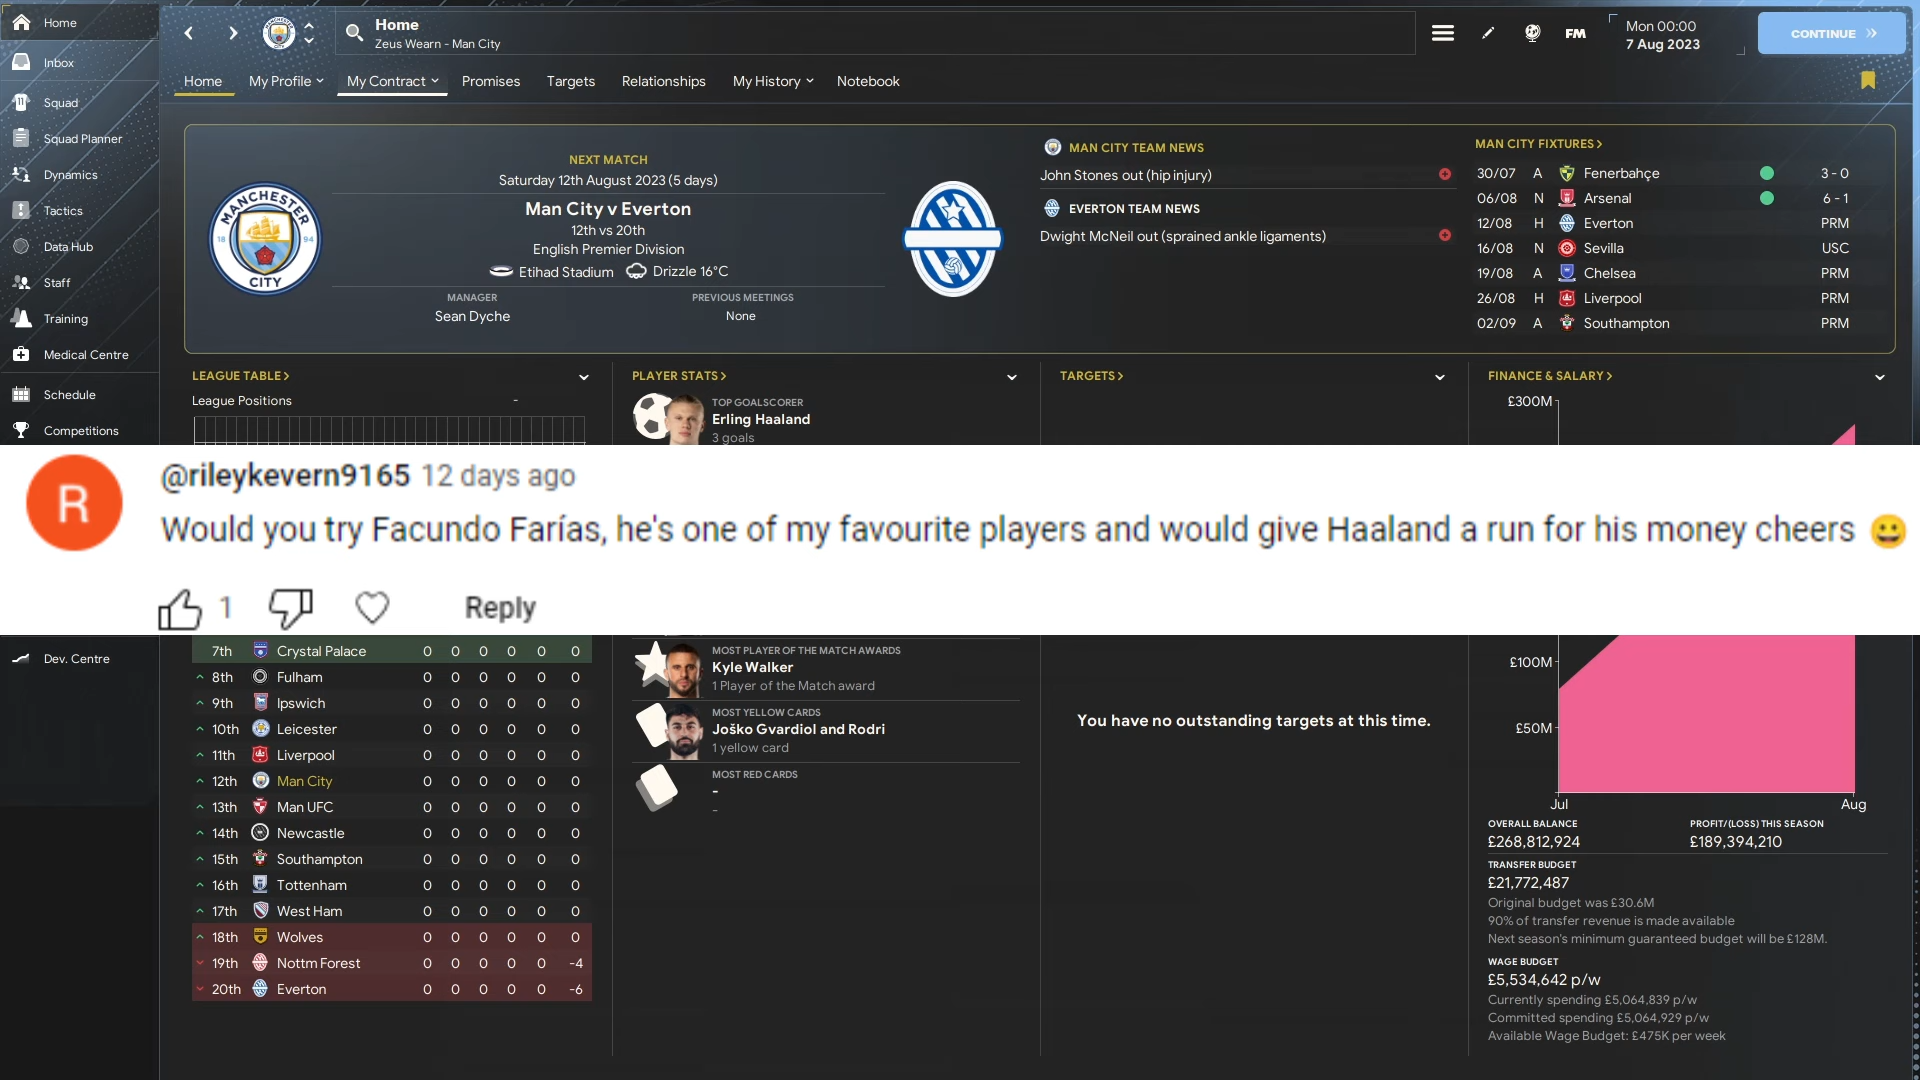 Home
Inbox
Squad
Squad Planner
Dynamics
Tactics
Data Hub
Staff
Training
Medical Centre
Schedule
Competitions
Dev. Centre
Home
Zeus Wearn - Man City
FM
Mon 00:00
7 Aug 2023
CONTINUE
Home
My Profile
My Contract
Promises
Targets
Relationships
My History
Notebook
MANCHESTER
18 94
CITY
NEXT MATCH
Saturday 12th August 2023 (5 days)
Man City v Everton
12th vs 20th
English Premier Division
Etihad Stadium Drizzle 16°C
MANAGER
Sean Dyche
PREVIOUS MEETINGS
None
MAN CITY TEAM NEWS
John Stones out (hip injury)
EVERTON TEAM NEWS
Dwight McNeil out (sprained ankle ligaments)
MAN CITY FIXTURES >
30/07 A Fenerbahçe 3 - 0
06/08 N Arsenal 6 - 1
12/08 H Everton PRM
16/08 N Sevilla USC
19/08 A Chelsea PRM
26/08 H Liverpool PRM
02/09 A Southampton PRM
LEAGUE TABLE >
League Positions -
PLAYER STATS >
TOP GOALSCORER
Erling Haaland
3 goals
TARGETS >
FINANCE & SALARY >
£300M
R
@rileykevern9165 12 days ago
Would you try Facundo Farías, he's one of my favourite players and would give Haaland a run for his money cheers 😀
1 Reply
7th Crystal Palace 0 0 0 0 0 0
8th Fulham 0 0 0 0 0 0
9th Ipswich 0 0 0 0 0 0
10th Leicester 0 0 0 0 0 0
11th Liverpool 0 0 0 0 0 0
12th Man City 0 0 0 0 0 0
13th Man UFC 0 0 0 0 0 0
14th Newcastle 0 0 0 0 0 0
15th Southampton 0 0 0 0 0 0
16th Tottenham 0 0 0 0 0 0
17th West Ham 0 0 0 0 0 0
18th Wolves 0 0 0 0 0 0
19th Nottm Forest 0 0 0 0 0 -4
20th Everton 0 0 0 0 0 -6
MOST PLAYER OF THE MATCH AWARDS
Kyle Walker
1 Player of the Match award
MOST YELLOW CARDS
Joško Gvardiol and Rodri
1 yellow card
MOST RED CARDS
-
-
You have no outstanding targets at this time.
£100M
£50M
Jul Aug
OVERALL BALANCE
£268,812,924
PROFIT/(LOSS) THIS SEASON
£189,394,210
TRANSFER BUDGET
£21,772,487
Original budget was £30.6M
90% of transfer revenue is made available
Next season's minimum guaranteed budget will be £128M.
WAGE BUDGET
£5,534,642 p/w
Currently spending £5,064,839 p/w
Committed spending £5,064,929 p/w
Available Wage Budget: £475K per week